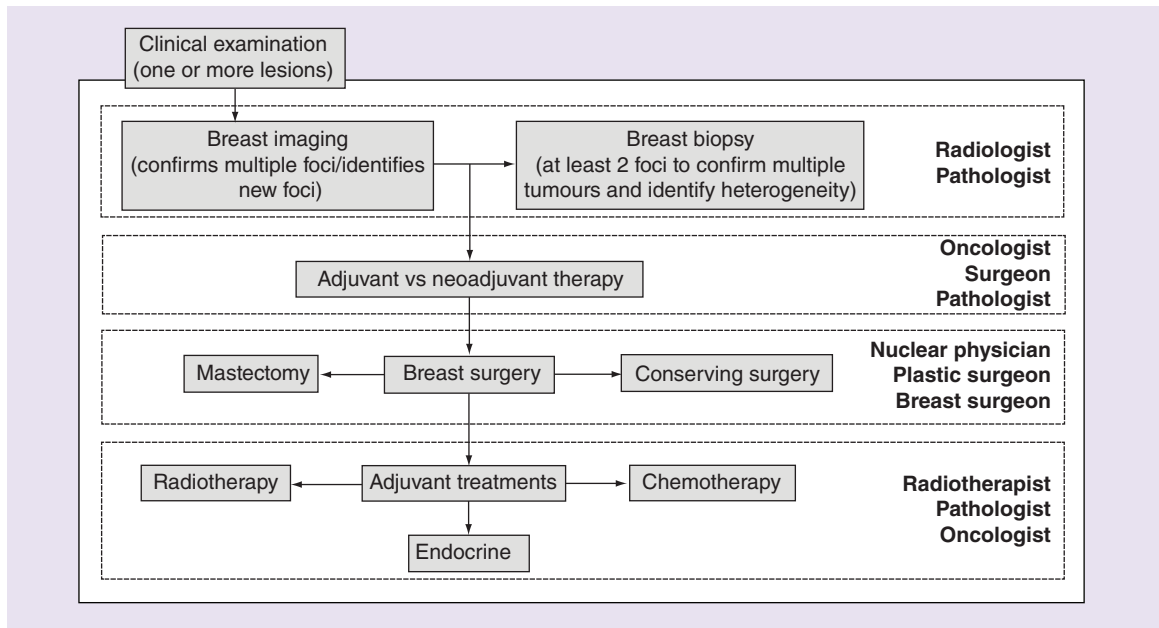 Clinical examination
(one or more lesions)
Breast imaging
(confirms multiple foci/identifies
new foci)
Breast biopsy
(at least 2 foci to confirm multiple
tumours and identify heterogeneity)
Radiologist
Pathologist
Adjuvant vs neoadjuvant therapy
Oncologist
Surgeon
Pathologist
Mastectomy
Breast surgery
Conserving surgery
Nuclear physician
Plastic surgeon
Breast surgeon
Radiotherapy
Adjuvant treatments
Chemotherapy
Endocrine
Radiotherapist
Pathologist
Oncologist